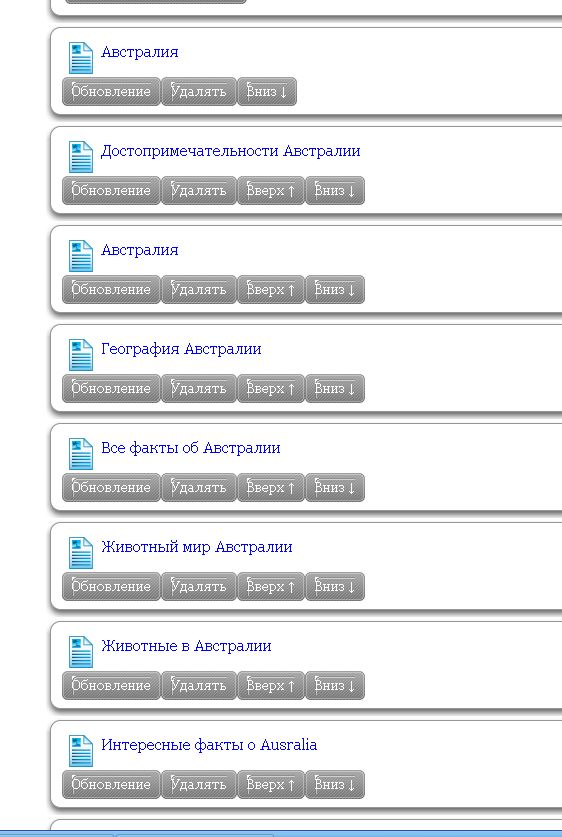 Австралия
Обновление Удалять Вниз ↓
Достопримечательности Австралии
Обновление Удалять Вверх ↑ Вниз ↓
Австралия
Обновление Удалять Вверх ↑ Вниз ↓
География Австралии
Обновление Удалять Вверх ↑ Вниз ↓
Все факты об Австралии
Обновление Удалять Вверх ↑ Вниз ↓
Животный мир Австралии
Обновление Удалять Вверх ↑ Вниз ↓
Животные в Австралии
Обновление Удалять Вверх ↑ Вниз ↓
Интересные факты о Ausralia
Обновление Удалять Вверх ↑ Вниз ↓